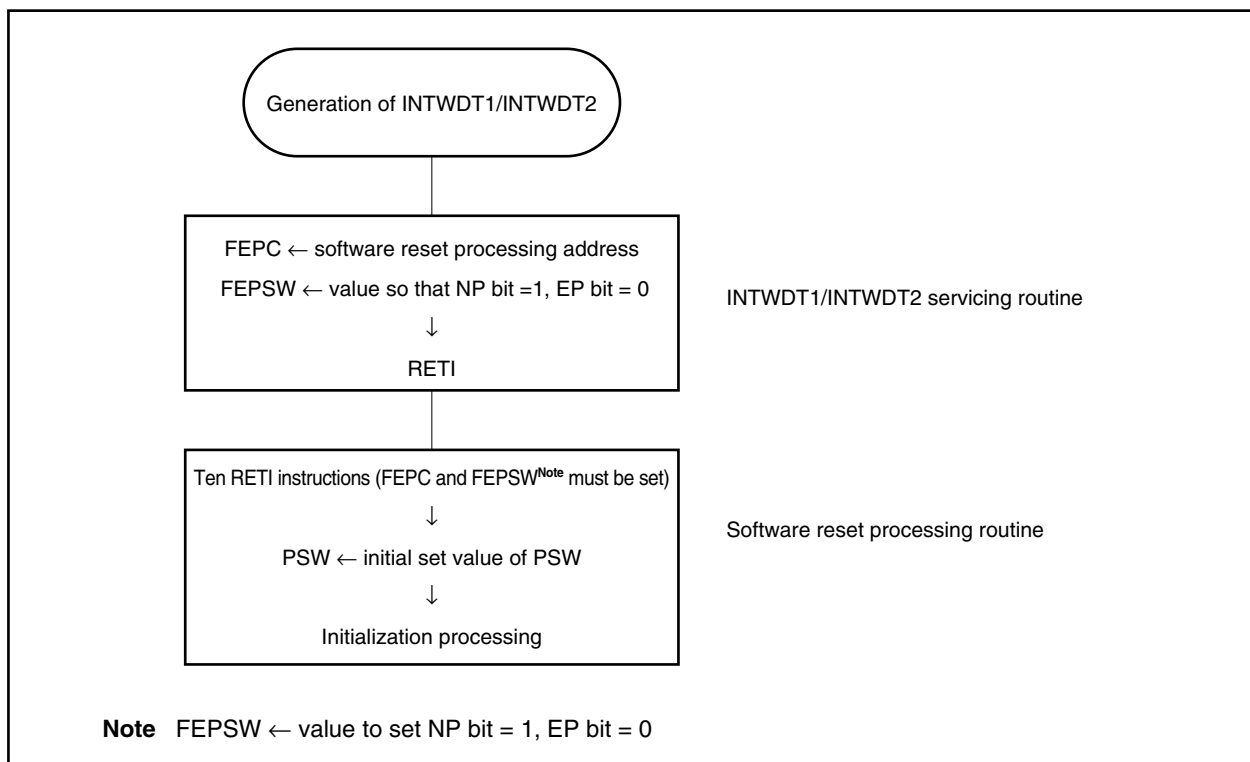 Generation of INTWDT1/INTWDT2
FEPC ← software reset processing address
FEPSW ← value so that NP bit =1, EP bit = 0
↓
RETI
INTWDT1/INTWDT2 servicing routine
Ten RETI instructions (FEPC and FEPSWNote must be set)
↓
PSW ← initial set value of PSW
↓
Initialization processing
Software reset processing routine
Note FEPSW ← value to set NP bit = 1, EP bit = 0